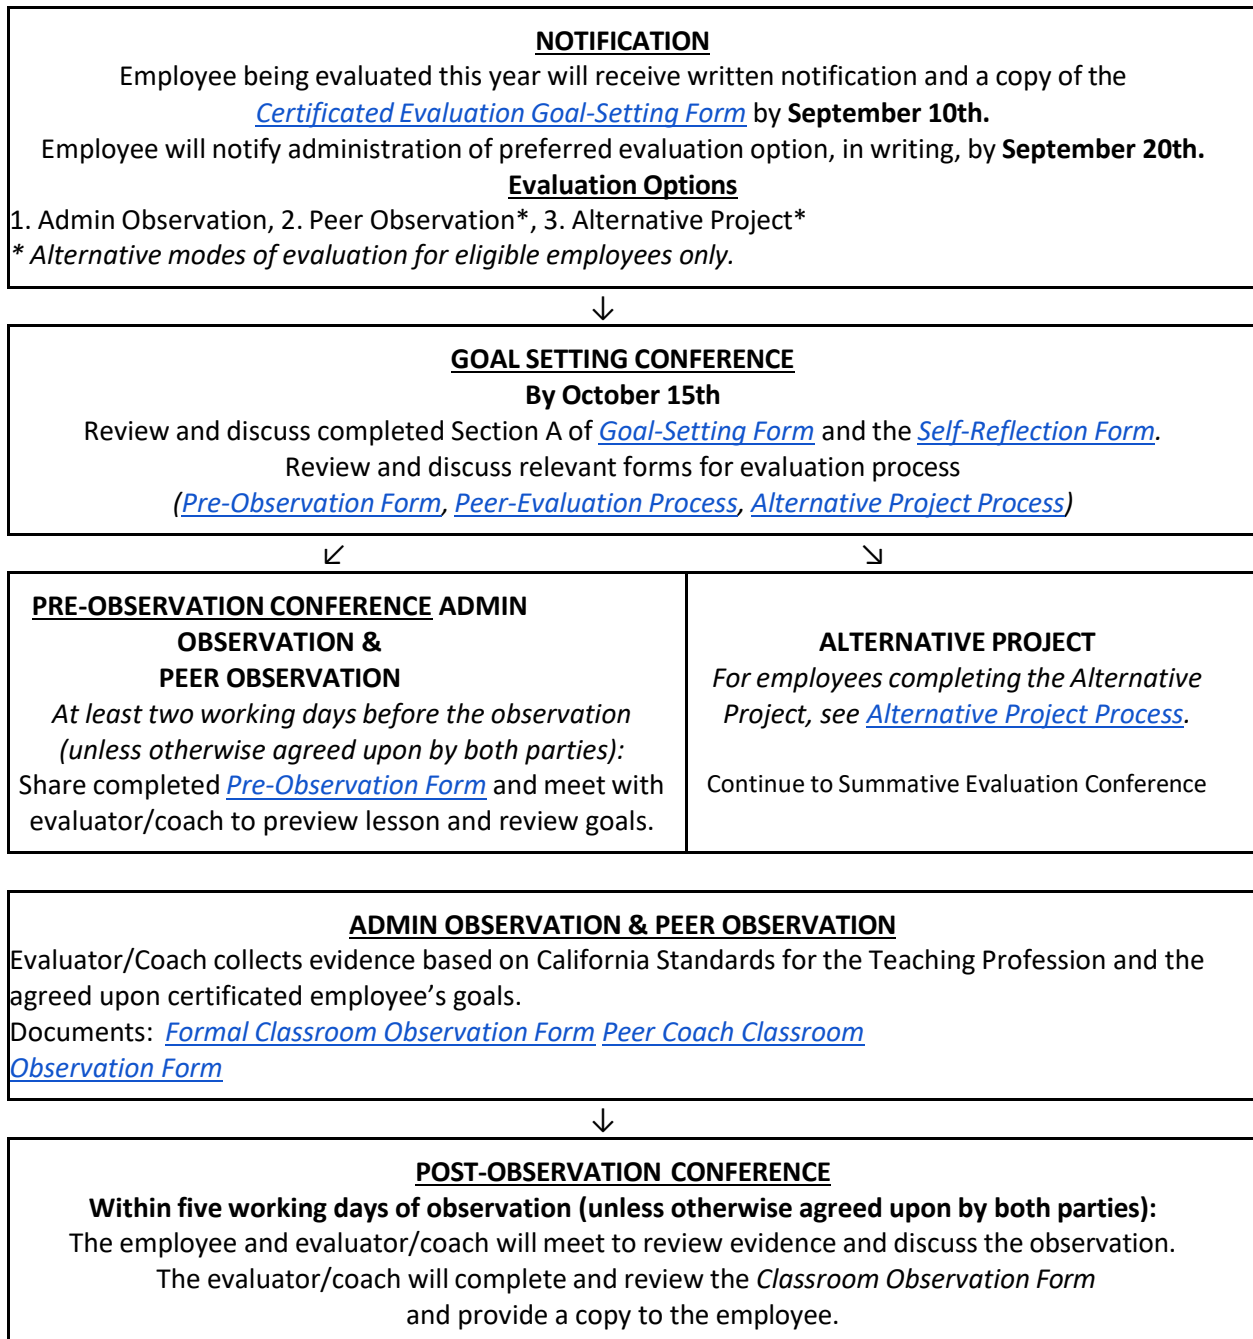 NOTIFICATION
Employee being evaluated this year will receive written notification and a copy of the
Certificated Evaluation Goal-Setting Form by September 10th.
Employee will notify administration of preferred evaluation option, in writing, by September 20th.
Evaluation Options
1. Admin Observation, 2. Peer Observation*, 3. Alternative Project*
* Alternative modes of evaluation for eligible employees only.
↓
GOAL SETTING CONFERENCE
By October 15th
Review and discuss completed Section A of Goal-Setting Form and the Self-Reflection Form.
Review and discuss relevant forms for evaluation process
(Pre-Observation Form, Peer-Evaluation Process, Alternative Project Process)
↙ ↘
PRE-OBSERVATION CONFERENCE ADMIN
OBSERVATION &
PEER OBSERVATION
At least two working days before the observation
(unless otherwise agreed upon by both parties):
Share completed Pre-Observation Form and meet with
evaluator/coach to preview lesson and review goals.
ALTERNATIVE PROJECT
For employees completing the Alternative
Project, see Alternative Project Process.
Continue to Summative Evaluation Conference
ADMIN OBSERVATION & PEER OBSERVATION
Evaluator/Coach collects evidence based on California Standards for the Teaching Profession and the
agreed upon certificated employee's goals.
Documents: Formal Classroom Observation Form Peer Coach Classroom
Observation Form
↓
POST-OBSERVATION CONFERENCE
Within five working days of observation (unless otherwise agreed upon by both parties):
The employee and evaluator/coach will meet to review evidence and discuss the observation.
The evaluator/coach will complete and review the Classroom Observation Form
and provide a copy to the employee.